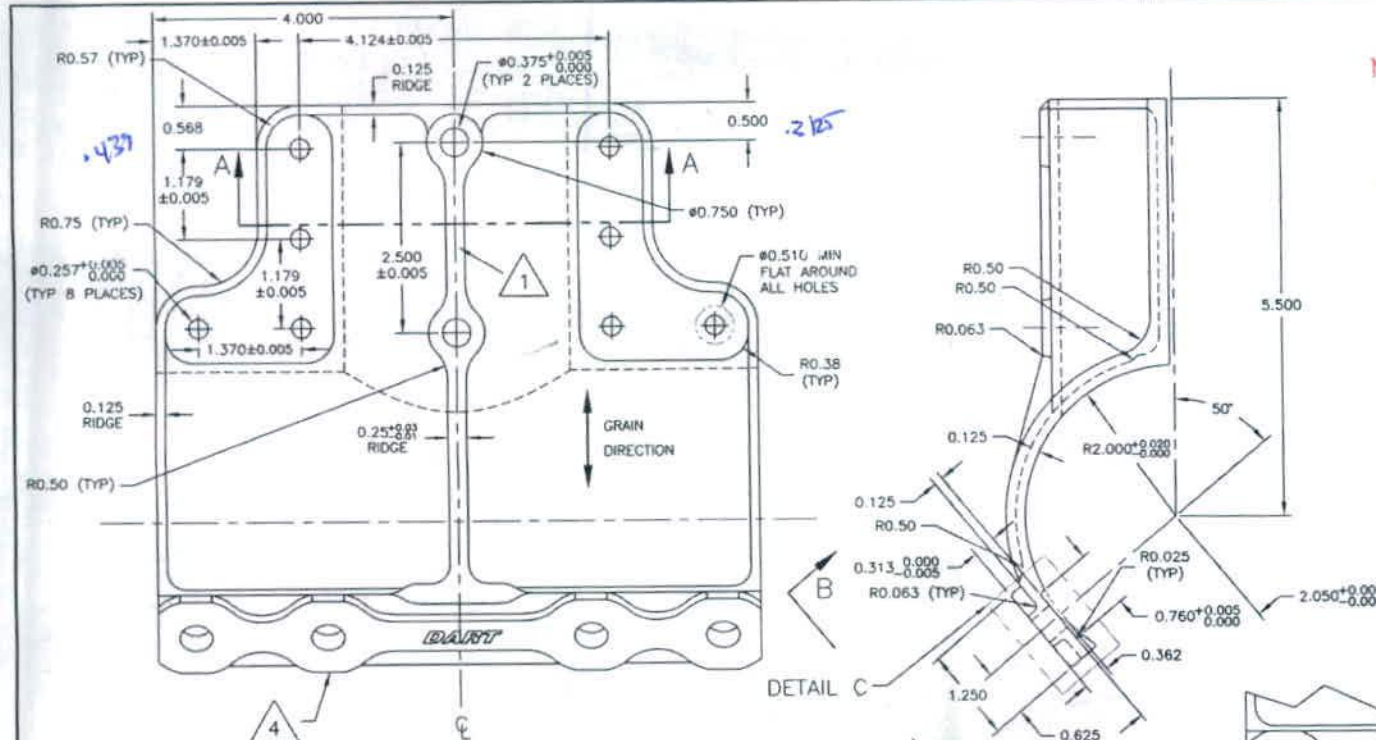 4.000
1.370±0.005
4.124±0.005
R0.57 (TYP)
0.125
RIDGE
ø0.375+0.005
0.000
(TYP 2 PLACES)
0.568
0.500
.2125
.439
A
A
1.179
±0.005
R0.75 (TYP)
ø0.750 (TYP)
2.500
±0.005
1
ø0.257+0.005
0.000
(TYP 8 PLACES)
1.179
±0.005
ø0.510 MIN
FLAT AROUND
ALL HOLES
1.370±0.005
R0.38
(TYP)
0.125
RIDGE
0.25+0.03
-0.01
RIDGE
GRAIN
DIRECTION
R0.50 (TYP)
B
DART
4
℄
R0.50
R0.50
R0.063
5.500
50°
0.125
R2.000+0.020
-0.000
0.125
R0.50
0.313 0.000
-0.005
R0.063 (TYP)
R0.025
(TYP)
0.760+0.005
0.000
0.362
DETAIL C
1.250
0.625